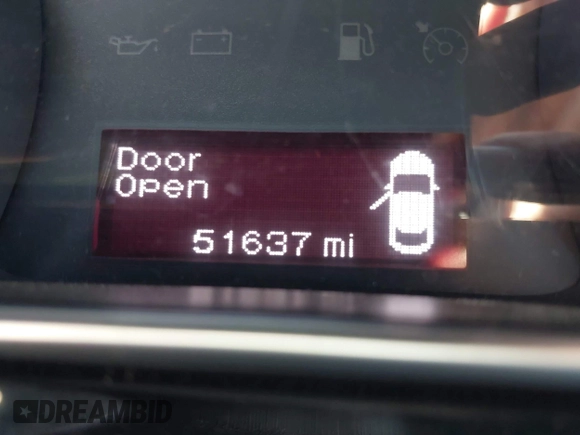 Door
Open
51637 mi
DREAMBID